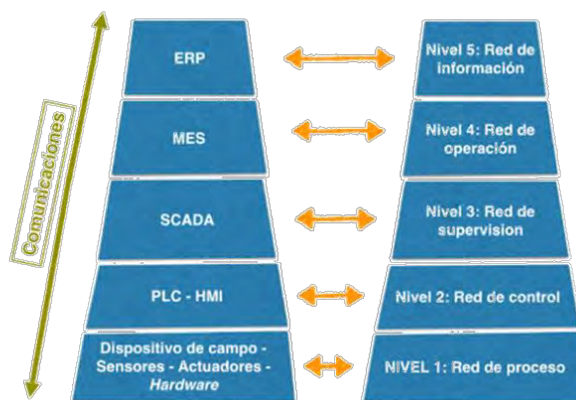 Comunicaciones
ERP
Nivel 5: Red de
información
MES
Nivel 4: Red de
operación
SCADA
Nivel 3: Red de
supervision
PLC - HMI
Nivel 2: Red de control
Dispositivo de campo -
Sensores - Actuadores -
Hardware
NIVEL 1: Red de proceso